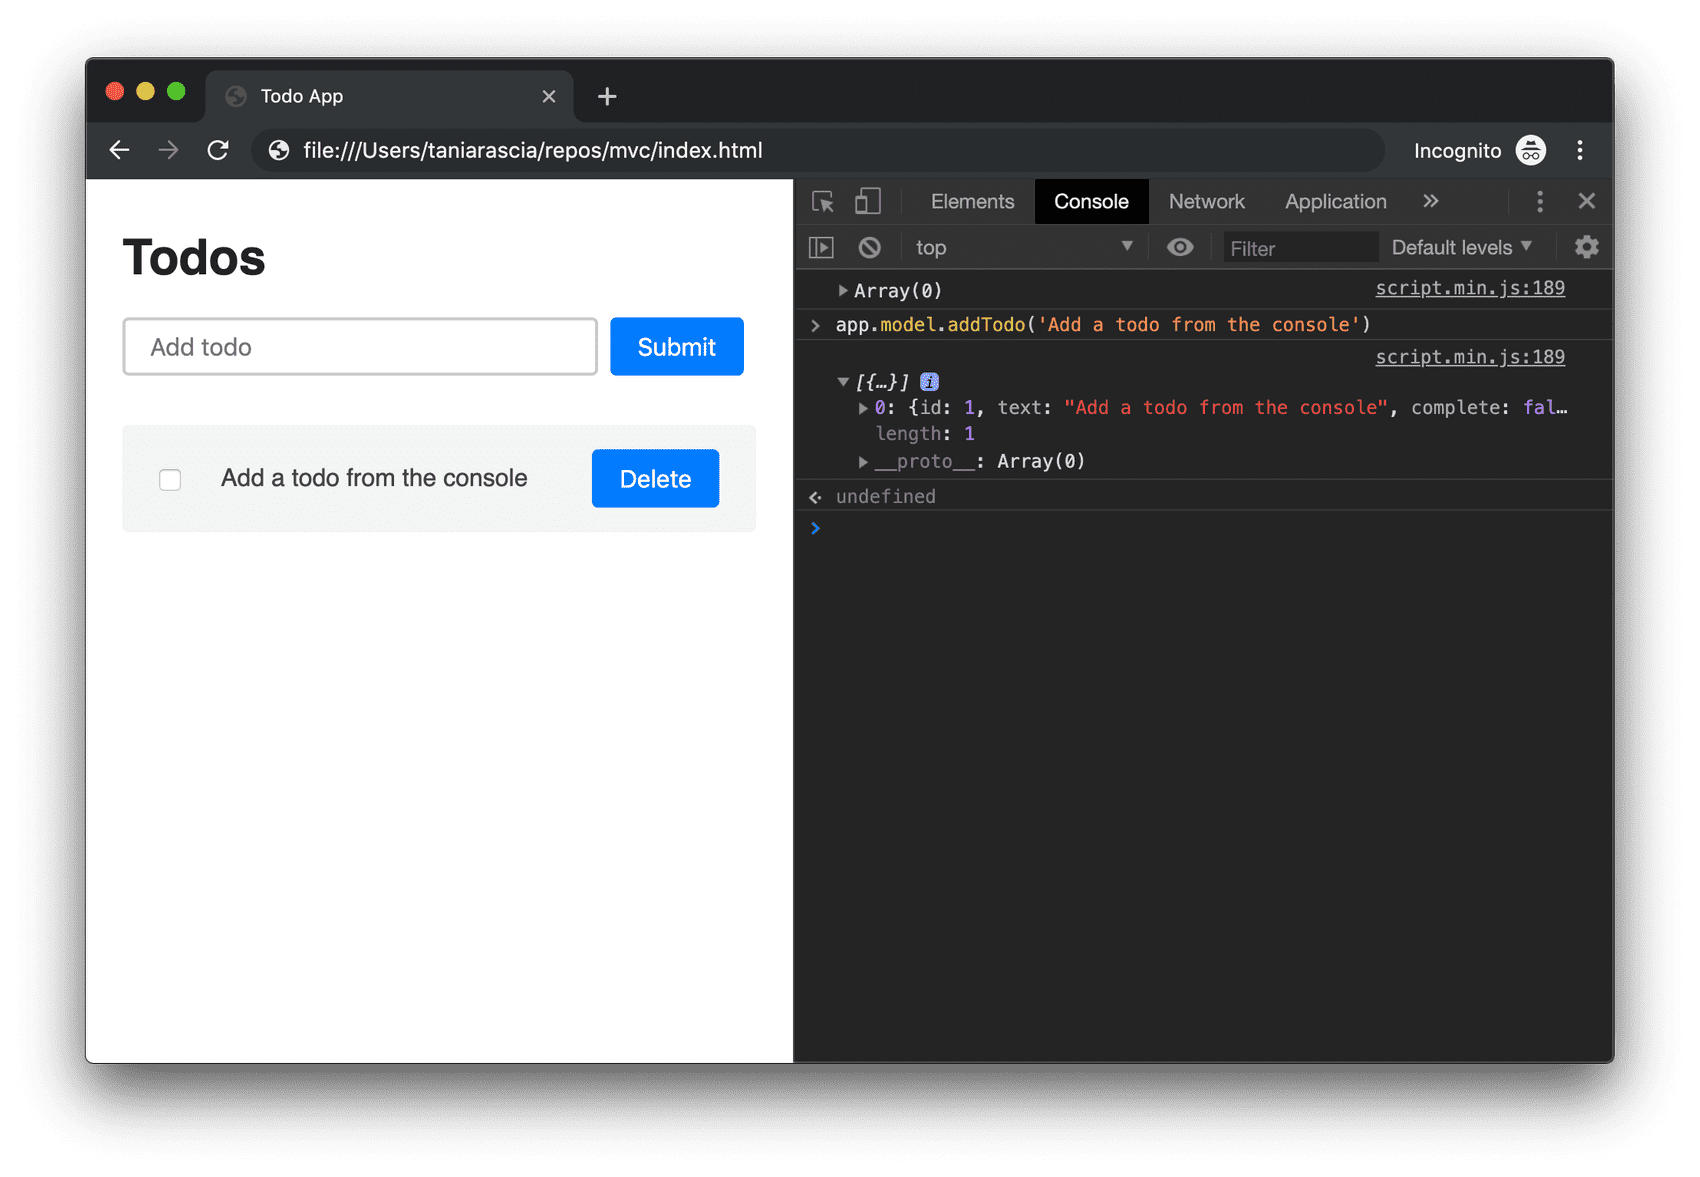 Todo App
file:///Users/taniarascia/repos/mvc/index.html
Incognito
Todos
Add todo
Submit
Add a todo from the console
Delete
Elements
Console
Network
Application
top
Filter
Default levels
Array(0)
script.min.js:189
app.model.addTodo('Add a todo from the console')
script.min.js:189
[{…}] i
0: {id: 1, text: "Add a todo from the console", complete: fal…
length: 1
__proto__: Array(0)
undefined